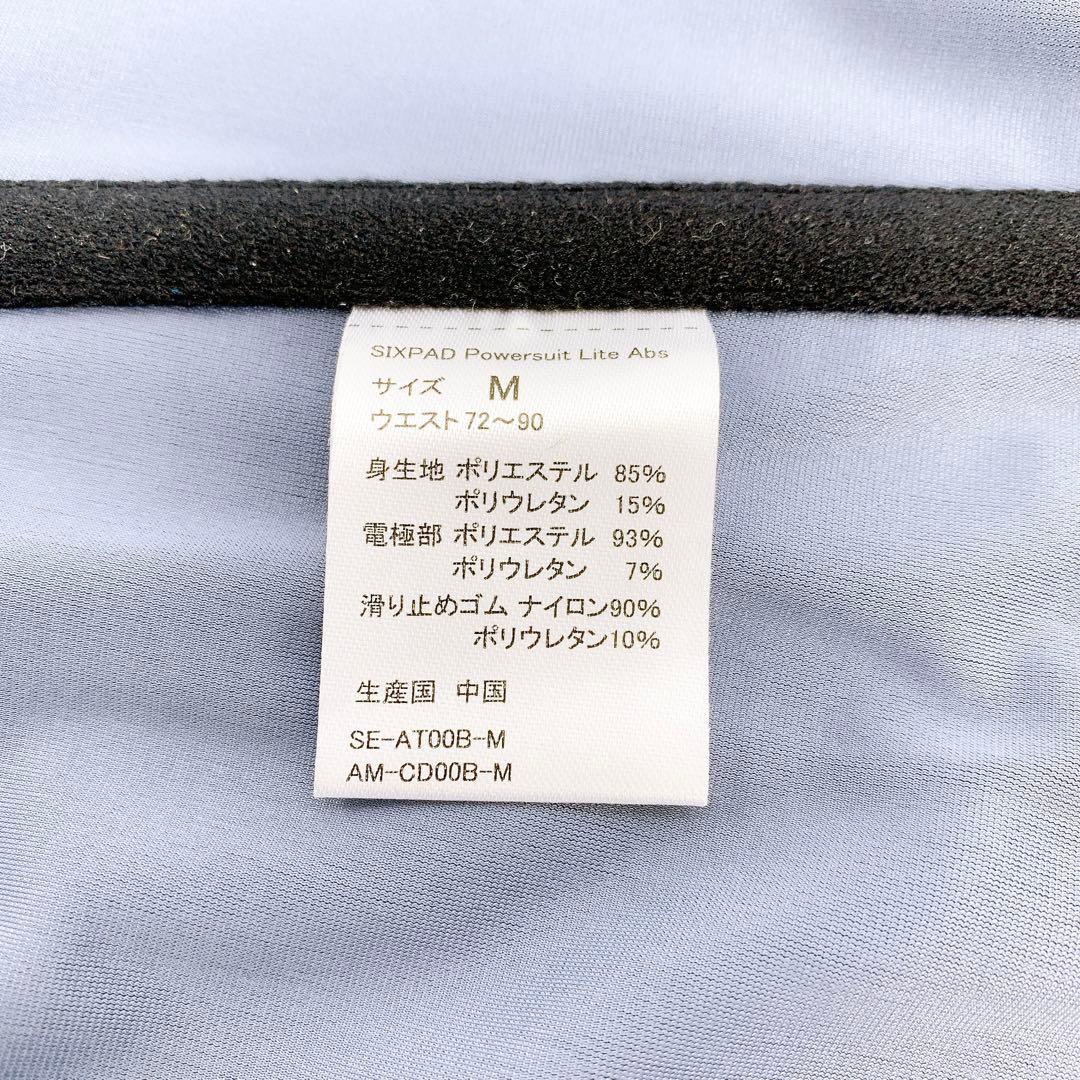 SIXPAD Powersuit Lite Abs
サイズ M
ウエスト72～90
身生地 ポリエステル 85%
ポリウレタン 15%
電極部 ポリエステル 93%
ポリウレタン 7%
滑り止めゴム ナイロン90%
ポリウレタン10%
生産国 中国
SE-AT00B-M
AM-CD00B-M